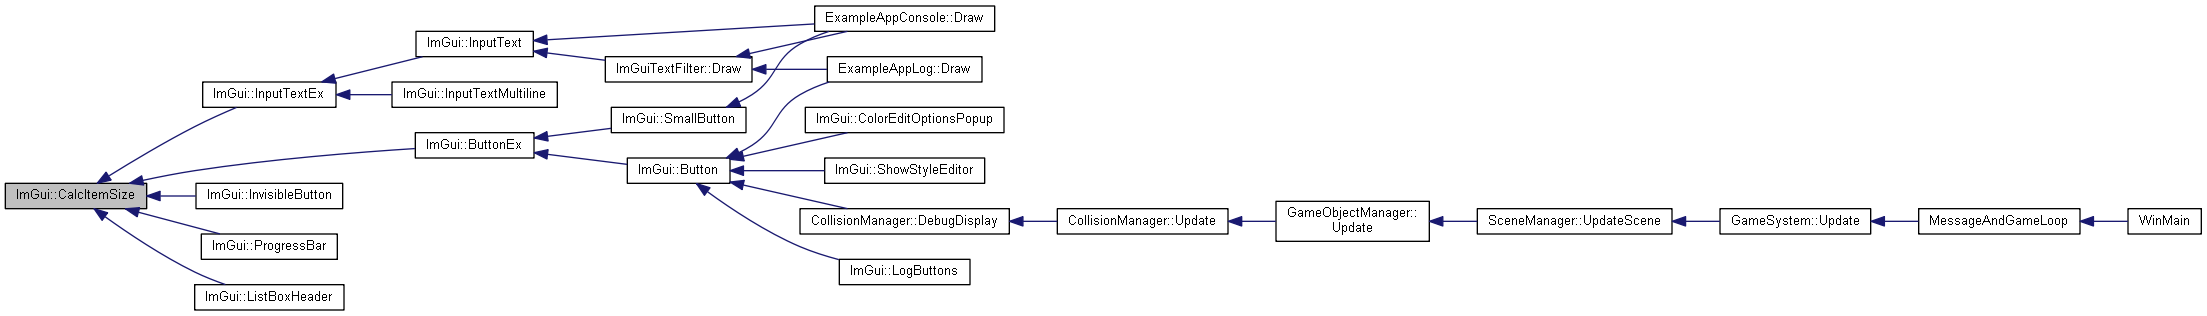 ExampleAppConsole::Draw
ImGui::InputText
ImGuiTextFilter::Draw
ExampleAppLog::Draw
ImGui::InputTextEx
ImGui::InputTextMultiline
ImGui::SmallButton
ImGui::ColorEditOptionsPopup
ImGui::ButtonEx
ImGui::Button
ImGui::ShowStyleEditor
ImGui::CalcItemSize
ImGui::InvisibleButton
CollisionManager::DebugDisplay
CollisionManager::Update
GameObjectManager::
Update
SceneManager::UpdateScene
GameSystem::Update
MessageAndGameLoop
WinMain
ImGui::ProgressBar
ImGui::LogButtons
ImGui::ListBoxHeader